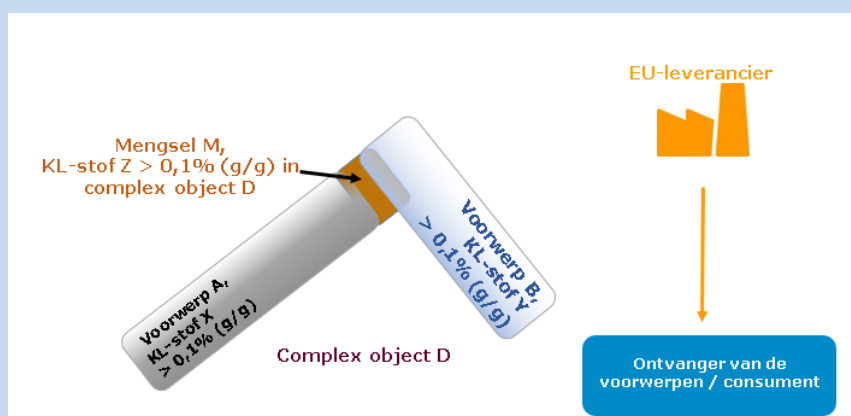 EU-leverancier
Mengsel M,
KL-stof Z > 0,1% (g/g) in
complex object D
Voorwerp A,
KL-stof X
> 0,1% (g/g)
Voorwerp B,
KL-stof Y
> 0,1% (g/g)
Complex object D
Ontvanger van de
voorwerpen / consument